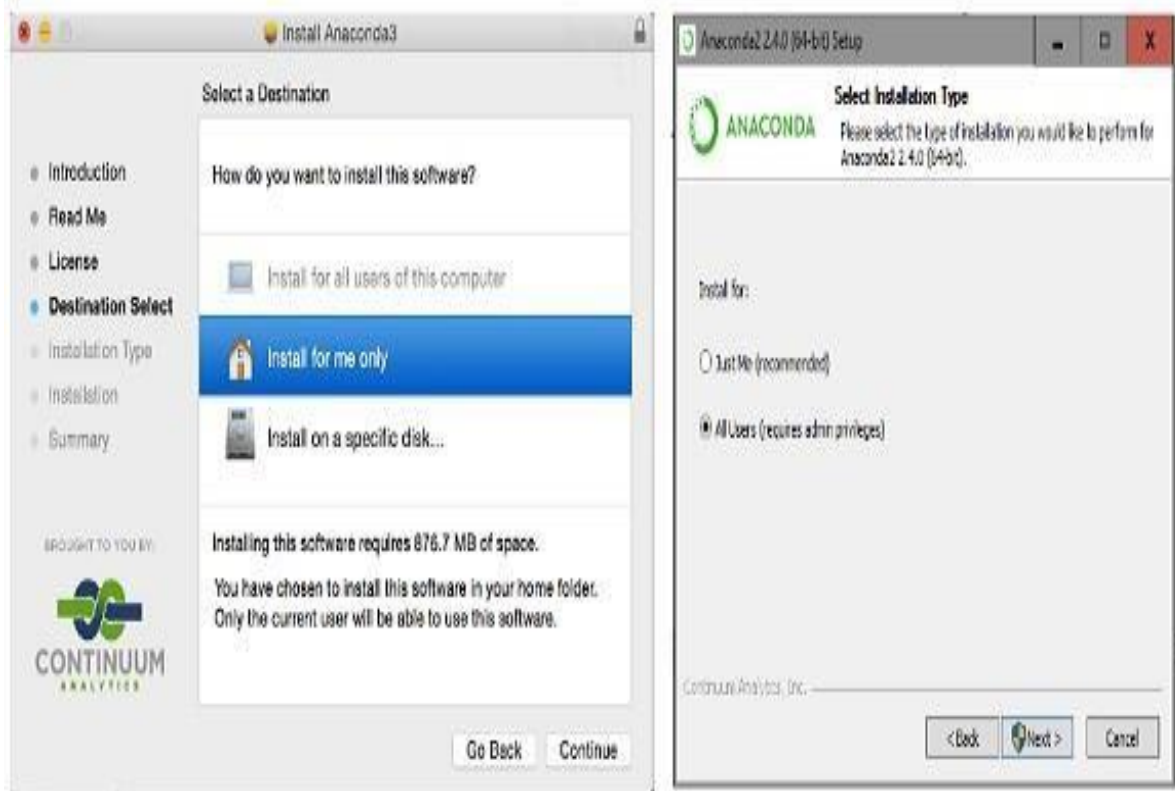 Install Anaconda3
Select a Destination
Introduction
Read Me
License
Destination Select
Installation Type
Installation
Summary
How do you want to install this software?
Install for all users of this computer
Install for me only
Install on a specific disk...
Installing this software requires 876.7 MB of space.
You have chosen to install this software in your home folder.
Only the current user will be able to use this software.
BROUGHT TO YOU BY:
CONTINUUM
ANALYTICS
Go Back
Continue
Anaconda2 2.4.0 (64-bit) Setup
ANACONDA
Select Installation Type
Please select the type of installation you would like to perform for
Anaconda2 2.4.0 (64-bit).
Install for:
Just Me (recommended)
All Users (requires admin privileges)
Continuum Analytics, Inc.
< Back
Next >
Cancel